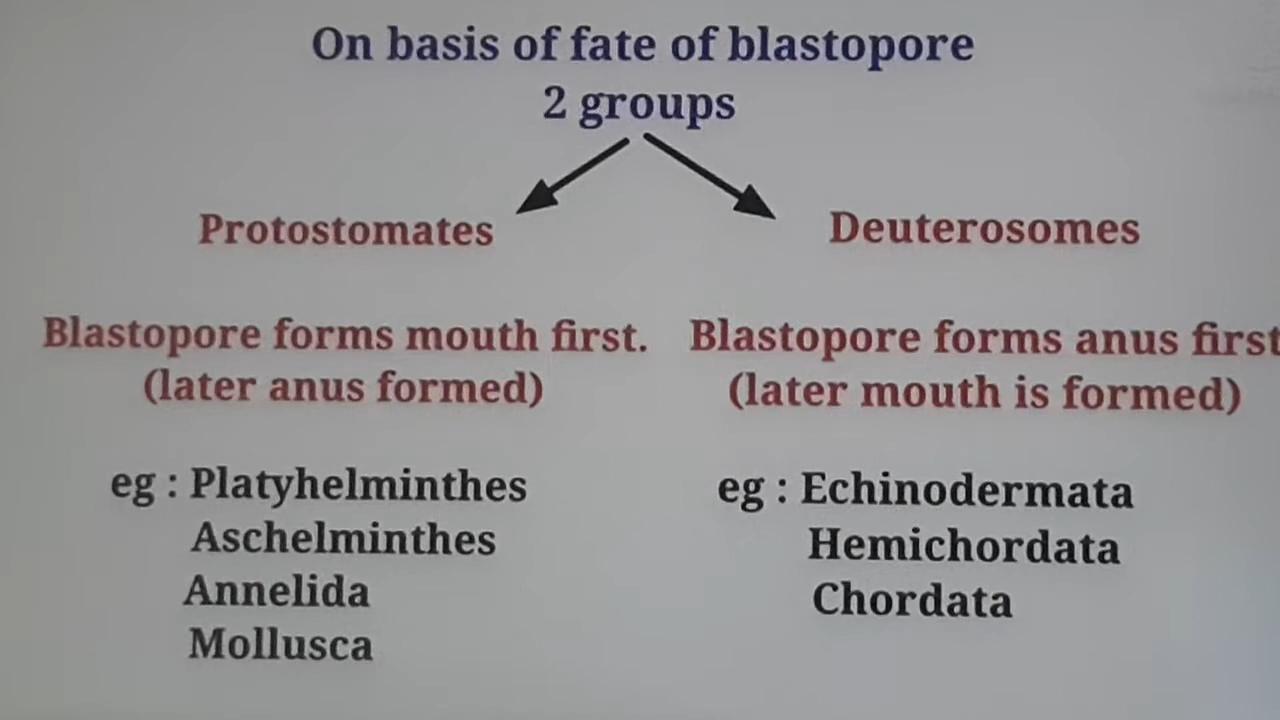 On basis of fate of blastopore
2 groups
Protostomates
Deuterosomes
Blastopore forms mouth first.
(later anus formed)
Blastopore forms anus first
(later mouth is formed)
eg : Platyhelminthes
Aschelminthes
Annelida
Mollusca
eg : Echinodermata
Hemichordata
Chordata